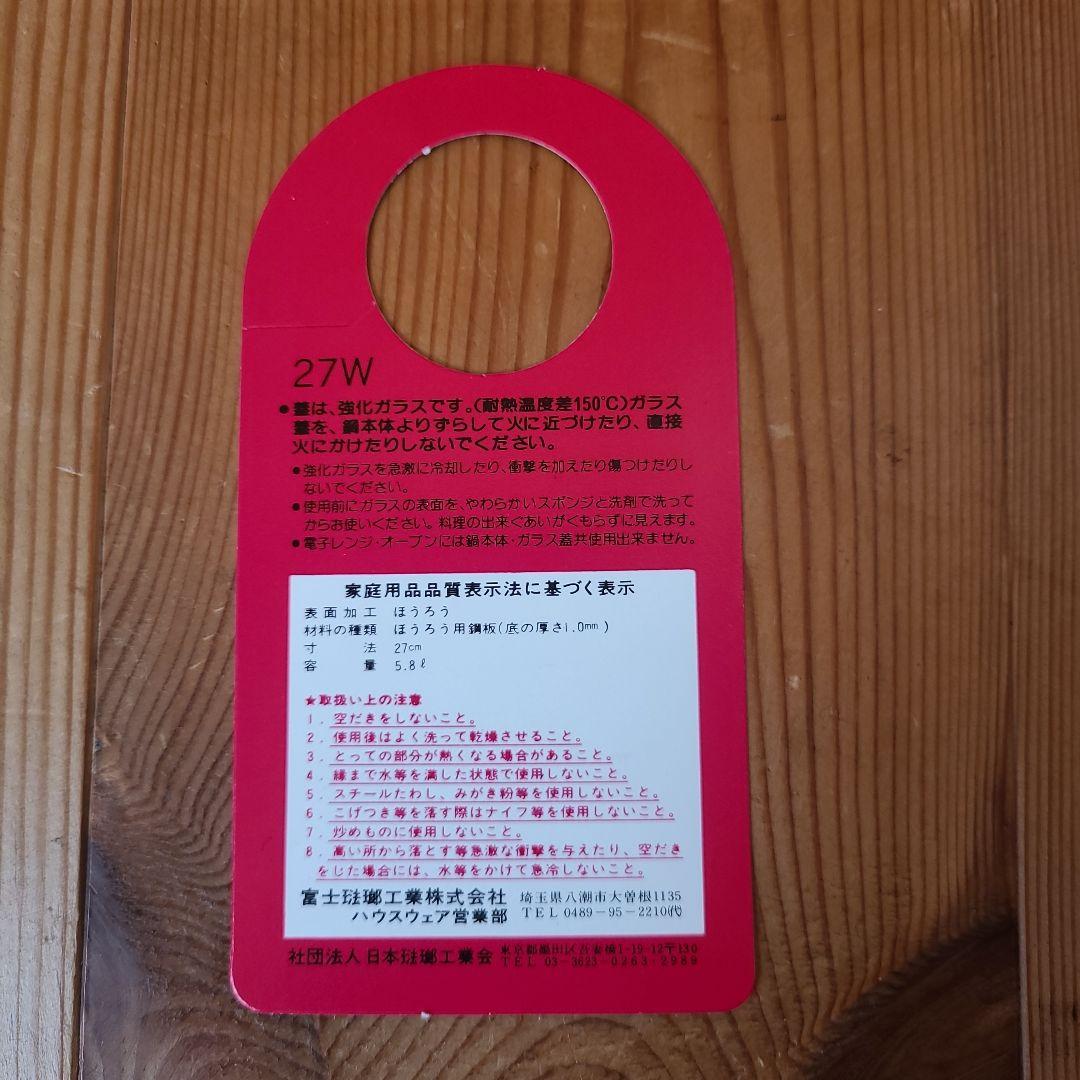 27W
●蓋は、強化ガラスです。(耐熱温度差150℃)ガラス
蓋を、鍋本体よりずらして火に近づけたり、直接
火にかけたりしないでください。
●強化ガラスを急激に冷却したり、衝撃を加えたり傷つけたりし
ないでください。
●使用前にガラスの表面を、やわらかいスポンジと洗剤で洗って
からお使いください。料理の出来ぐあいがくもらずに見えます。
●電子レンジ・オーブンには鍋本体・ガラス蓋共使用出来ません。
家庭用品品質表示法に基づく表示
表面加工 ほうろう
材料の種類 ほうろう用鋼板(底の厚さ1.0mm)
寸法 27cm
容量 5.8ℓ
★取扱い上の注意
1. 空だきをしないこと。
2. 使用後はよく洗って乾燥させること。
3. とっての部分が熱くなる場合があること。
4. 縁まで水等を満した状態で使用しないこと。
5. スチールたわし、みがき粉等を使用しないこと。
6. こげつき等を落す際はナイフ等を使用しないこと。
7. 炒めものに使用しないこと。
8. 高い所から落とす等急激な衝撃を与えたり、空だき
をした場合には、水等をかけて急冷しないこと。
富士琺瑯工業株式会社 埼玉県八潮市大曽根1135
ハウスウェア営業部 TEL 0489-95-2210代
社団法人 日本琺瑯工業会 東京都墨田区吾妻橋1-19-12〒130
TEL 03-3623-0263・2989